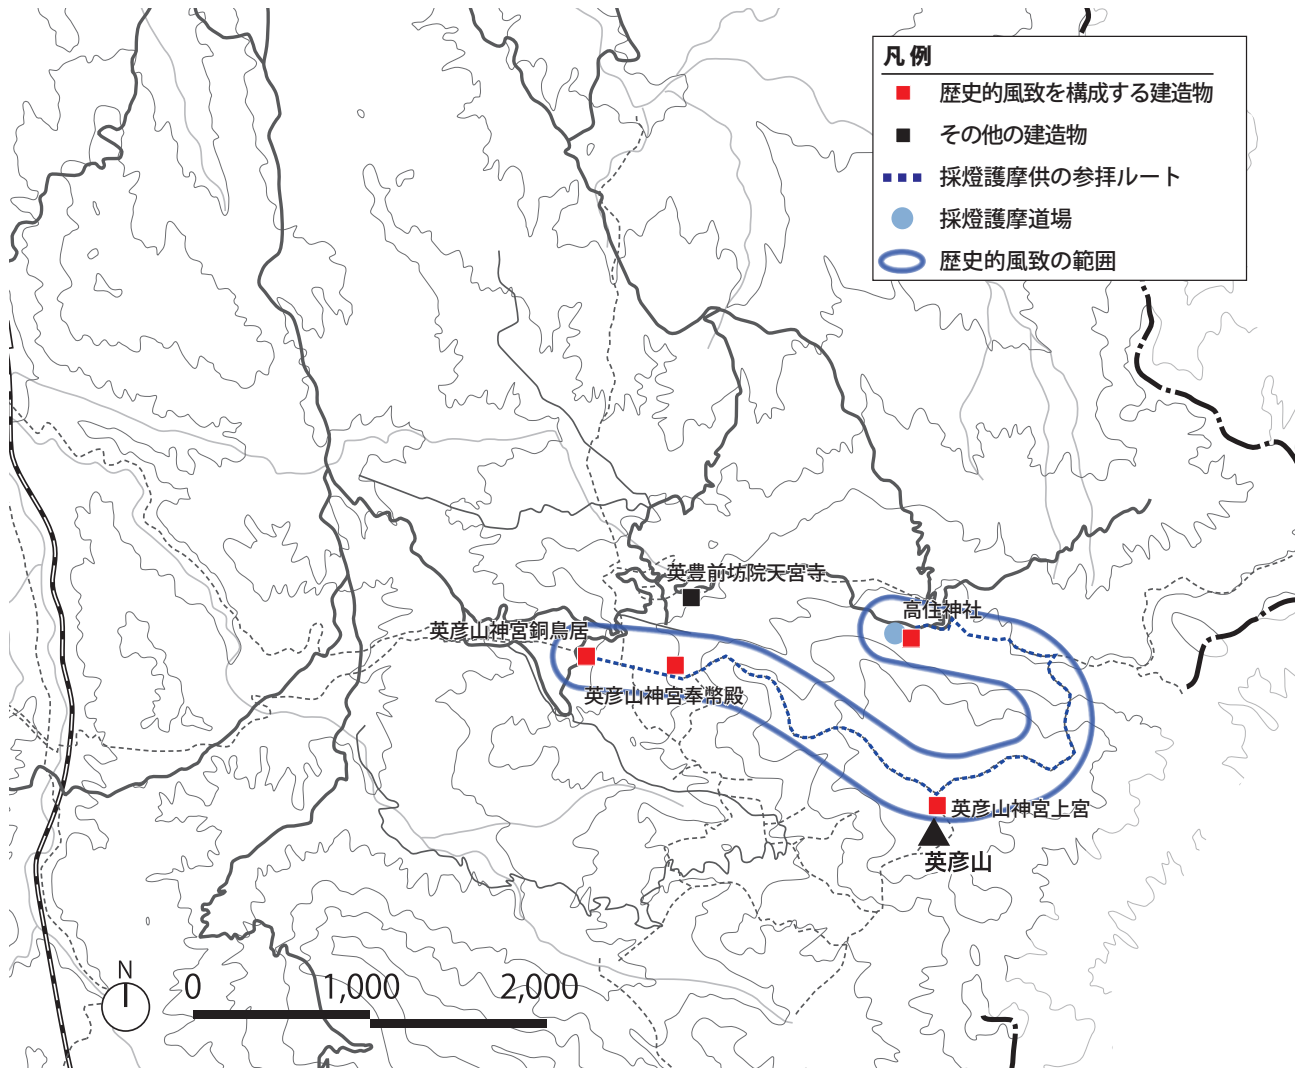 凡例
歴史的風致を構成する建造物
その他の建造物
採燈護摩供の参拝ルート
採燈護摩道場
歴史的風致の範囲
英豊前坊院天宮寺
高住神社
英彦山神宮銅鳥居
英彦山神宮奉幣殿
英彦山神宮上宮
英彦山
N
0 1,000 2,000